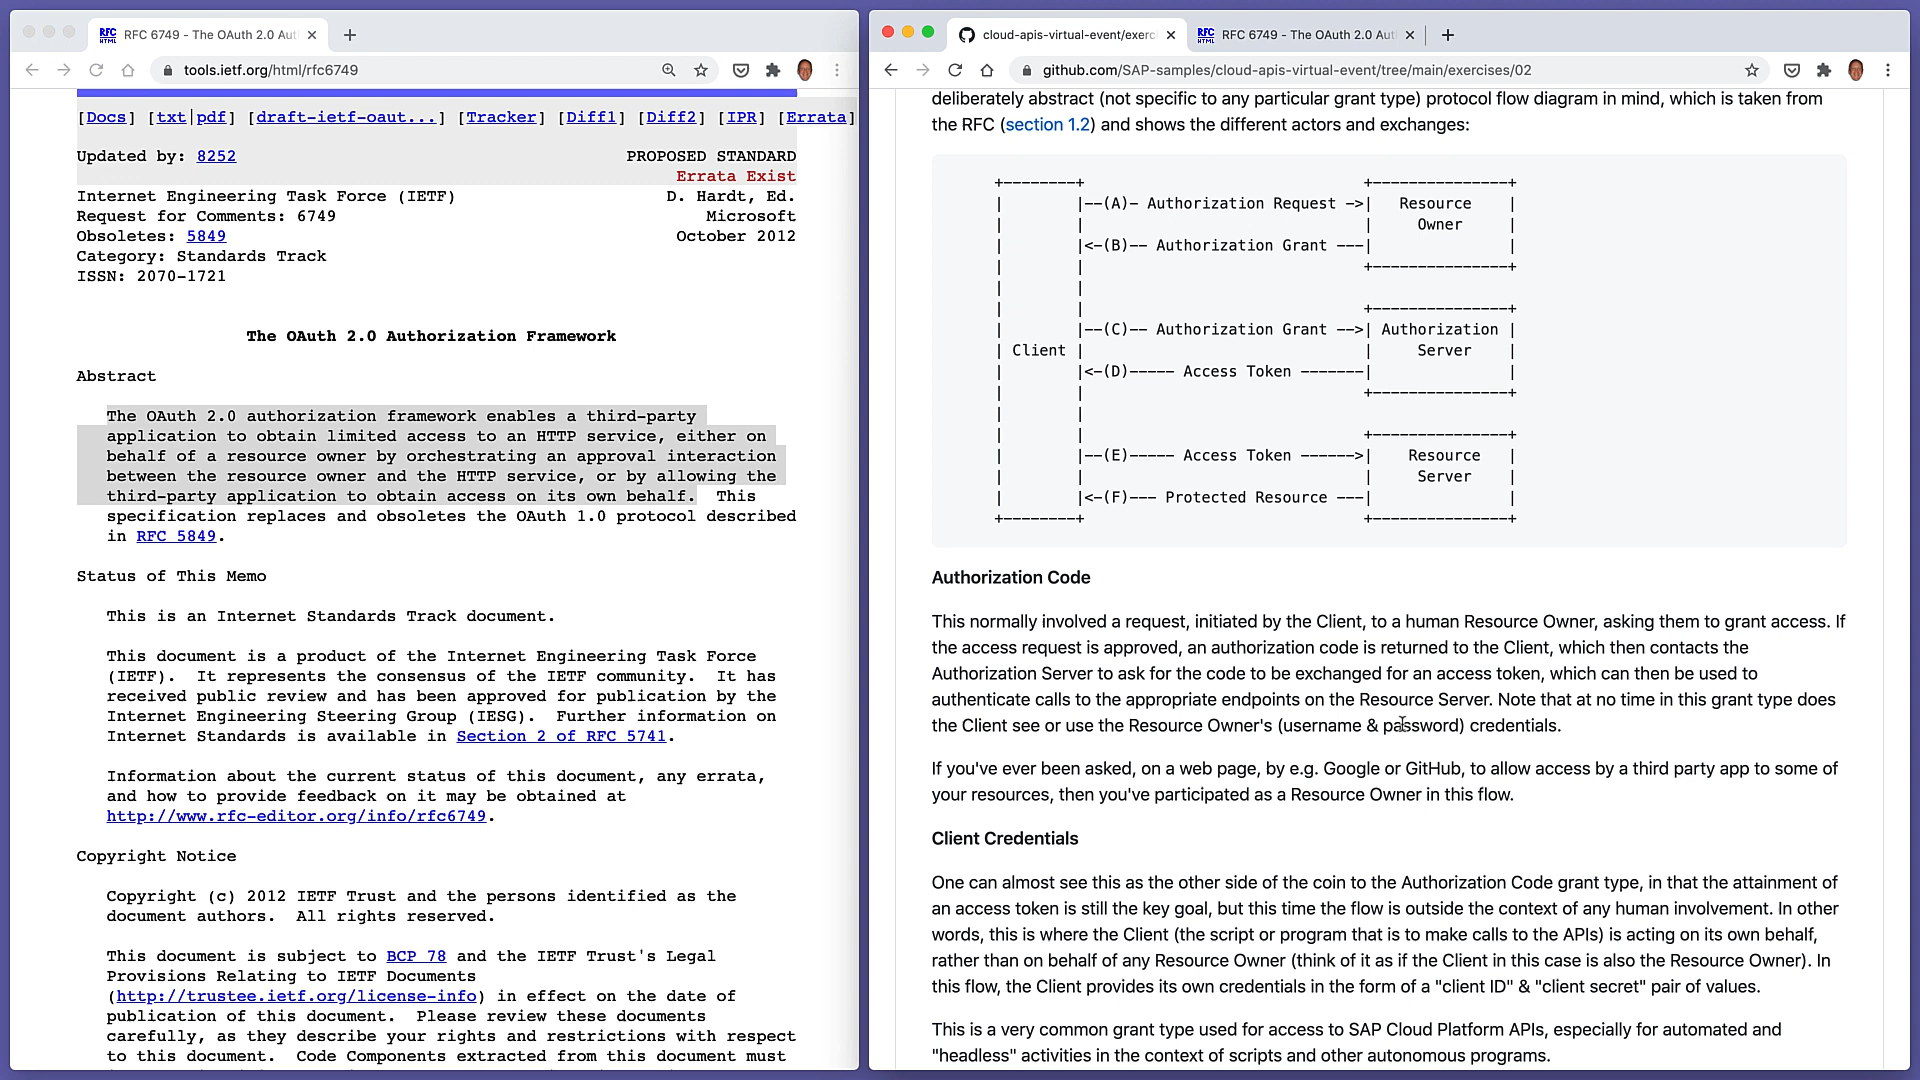 RFC HTML RFC 6749 - The OAuth 2.0 Aut
tools.ietf.org/html/rfc6749
[Docs] [txt|pdf] [draft-ietf-oaut...] [Tracker] [Diff1] [Diff2] [IPR] [Errata]
Updated by: 8252 PROPOSED STANDARD
Errata Exist
Internet Engineering Task Force (IETF) D. Hardt, Ed.
Request for Comments: 6749 Microsoft
Obsoletes: 5849 October 2012
Category: Standards Track
ISSN: 2070-1721
The OAuth 2.0 Authorization Framework
Abstract
The OAuth 2.0 authorization framework enables a third-party
application to obtain limited access to an HTTP service, either on
behalf of a resource owner by orchestrating an approval interaction
between the resource owner and the HTTP service, or by allowing the
third-party application to obtain access on its own behalf. This
specification replaces and obsoletes the OAuth 1.0 protocol described
in RFC 5849.
Status of This Memo
This is an Internet Standards Track document.
This document is a product of the Internet Engineering Task Force
(IETF). It represents the consensus of the IETF community. It has
received public review and has been approved for publication by the
Internet Engineering Steering Group (IESG). Further information on
Internet Standards is available in Section 2 of RFC 5741.
Information about the current status of this document, any errata,
and how to provide feedback on it may be obtained at
http://www.rfc-editor.org/info/rfc6749.
Copyright Notice
Copyright (c) 2012 IETF Trust and the persons identified as the
document authors. All rights reserved.
This document is subject to BCP 78 and the IETF Trust's Legal
Provisions Relating to IETF Documents
(http://trustee.ietf.org/license-info) in effect on the date of
publication of this document. Please review these documents
carefully, as they describe your rights and restrictions with respect
to this document. Code Components extracted from this document must
cloud-apis-virtual-event/exerc RFC HTML RFC 6749 - The OAuth 2.0 Aut
github.com/SAP-samples/cloud-apis-virtual-event/tree/main/exercises/02
deliberately abstract (not specific to any particular grant type) protocol flow diagram in mind, which is taken from
the RFC (section 1.2) and shows the different actors and exchanges:
+--------+                               +---------------+
|        |--(A)- Authorization Request ->|   Resource    |
|        |                               |     Owner     |
|        |<-(B)-- Authorization Grant ---|               |
|        |                               +---------------+
|        |
|        |                               +---------------+
|        |--(C)-- Authorization Grant -->| Authorization |
| Client |                               |     Server    |
|        |<-(D)----- Access Token -------|               |
|        |                               +---------------+
|        |
|        |                               +---------------+
|        |--(E)----- Access Token ------>|    Resource   |
|        |                               |     Server    |
|        |<-(F)--- Protected Resource ---|               |
+--------+                               +---------------+
Authorization Code
This normally involved a request, initiated by the Client, to a human Resource Owner, asking them to grant access. If
the access request is approved, an authorization code is returned to the Client, which then contacts the
Authorization Server to ask for the code to be exchanged for an access token, which can then be used to
authenticate calls to the appropriate endpoints on the Resource Server. Note that at no time in this grant type does
the Client see or use the Resource Owner's (username & password) credentials.
If you've ever been asked, on a web page, by e.g. Google or GitHub, to allow access by a third party app to some of
your resources, then you've participated as a Resource Owner in this flow.
Client Credentials
One can almost see this as the other side of the coin to the Authorization Code grant type, in that the attainment of
an access token is still the key goal, but this time the flow is outside the context of any human involvement. In other
words, this is where the Client (the script or program that is to make calls to the APIs) is acting on its own behalf,
rather than on behalf of any Resource Owner (think of it as if the Client in this case is also the Resource Owner). In
this flow, the Client provides its own credentials in the form of a "client ID" & "client secret" pair of values.
This is a very common grant type used for access to SAP Cloud Platform APIs, especially for automated and
"headless" activities in the context of scripts and other autonomous programs.